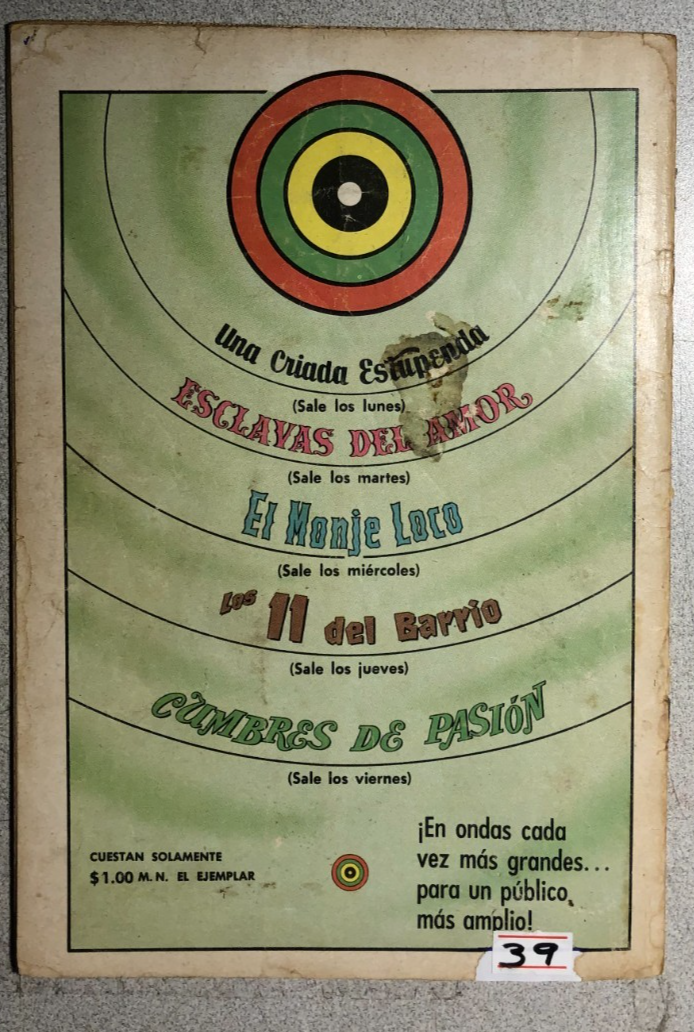 Una Criada Estupenda
(Sale los lunes)
ESCLAVAS DEL AMOR
(Sale los martes)
El Monje Loco
(Sale los miércoles)
Los 11 del Barrio
(Sale los jueves)
CUMBRES DE PASIÓN
(Sale los viernes)
CUESTAN SOLAMENTE
$1.00 M.N. EL EJEMPLAR
¡En ondas cada
vez más grandes...
para un público
más amplio!
39